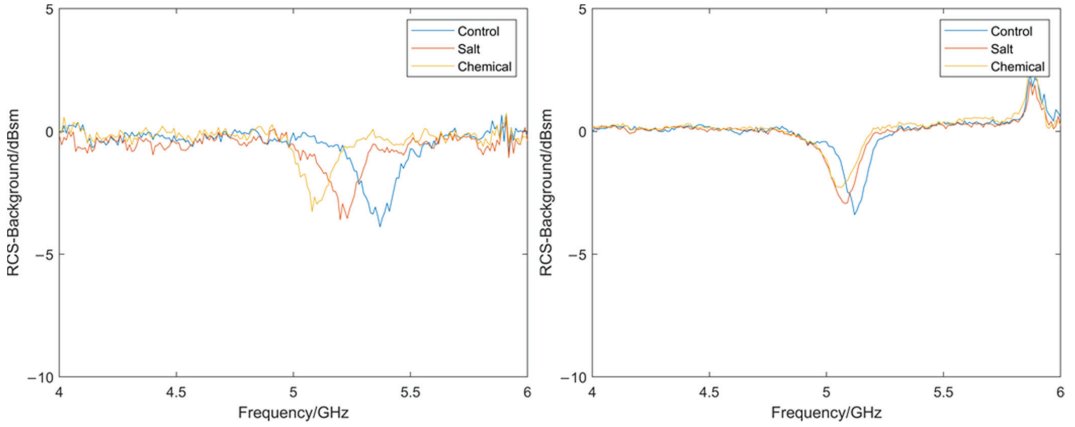 5
0
−5
−10
RCS-Background/dBsm
4
4.5
5
5.5
6
Frequency/GHz
Control
Salt
Chemical
5
0
−5
−10
RCS-Background/dBsm
4
4.5
5
5.5
6
Frequency/GHz
Control
Salt
Chemical